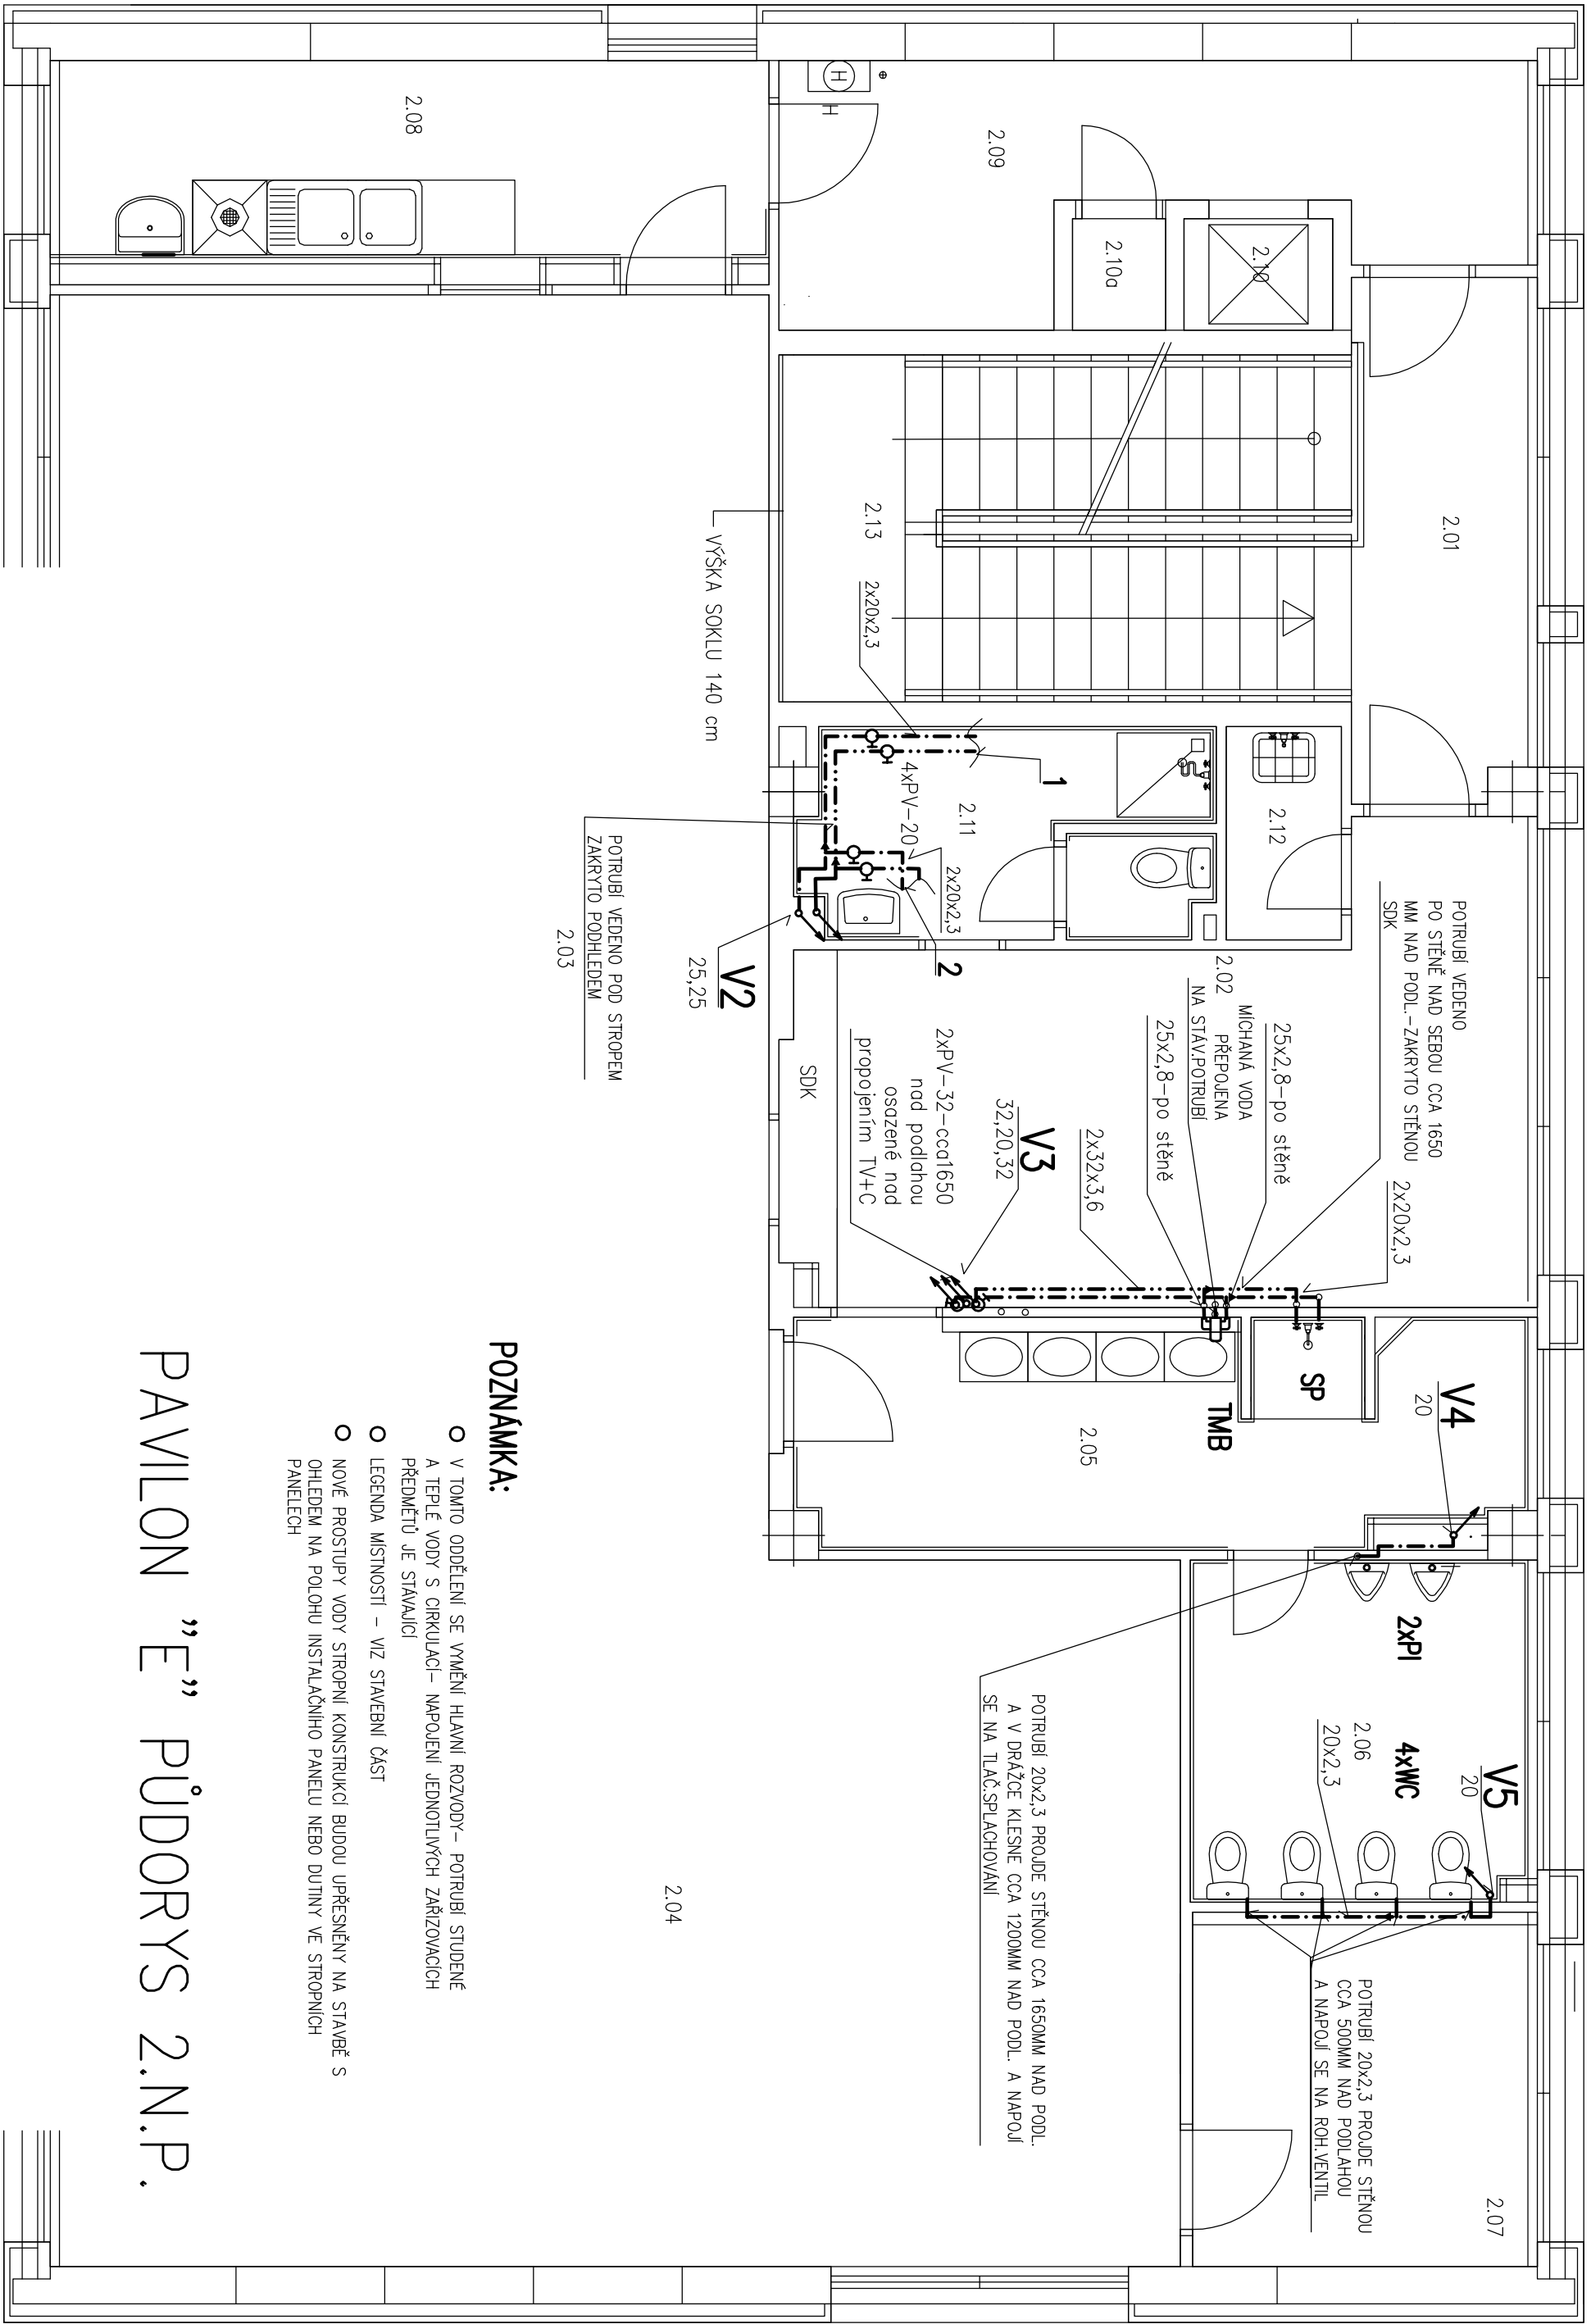 2.01
2.07
POTRUBÍ VEDENO
PO STĚNĚ NAD SEBOU CCA 1650
MM NAD PODL.-ZAKRYTO STĚNOU
SDK
2x20x2,3
V4
20
V5
20
2xPI
4xWC
2.06
20x2,3
POTRUBÍ 20x2,3 PROJDE STĚNOU
CCA 500MM NAD PODLAHOU
A NAPOJÍ SE NA ROH.VENTIL
2.10
2.10a
2.12
SP
TMB
2.02
MÍCHANÁ VODA
PŘEPOJENA
NA STÁV.POTRUBÍ
25x2,8-po stěně
25x2,8-po stěně
2x32x3,6
2.05
V3
32,20,32
2.09
H
H
2.13
2x20x2,3
1
2.11
4xPV-20
2x20x2,3
2
2xPV-32-cca1650
nad podlahou
osazené nad
propojením TV+C
SDK
POTRUBÍ 20x2,3 PROJDE STĚNOU CCA 1650MM NAD PODL.
A V DRÁŽCE KLESNE CCA 1200MM NAD PODL. A NAPOJÍ
SE NA TLAČ.SPLACHOVÁNÍ
VÝŠKA SOKLU 140 cm
V2
25,25
POTRUBÍ VEDENO POD STROPEM
ZAKRYTO PODHLEDEM
2.03
2.04
2.08
POZNÁMKA:
V TOMTO ODDĚLENÍ SE VYMĚNÍ HLAVNÍ ROZVODY- POTRUBÍ STUDENÉ
A TEPLÉ VODY S CIRKULACÍ- NAPOJENÍ JEDNOTLIVÝCH ZAŘIZOVACÍCH
PŘEDMĚTŮ JE STÁVAJÍCÍ
LEGENDA MÍSTNOSTÍ - VIZ STAVEBNÍ ČÁST
NOVÉ PROSTUPY VODY STROPNÍ KONSTRUKCÍ BUDOU UPŘESNĚNY NA STAVBĚ S
OHLEDEM NA POLOHU INSTALAČNÍHO PANELU NEBO DUTINY VE STROPNÍCH
PANELECH
PAVILON "E" PŮDORYS 2.N.P.